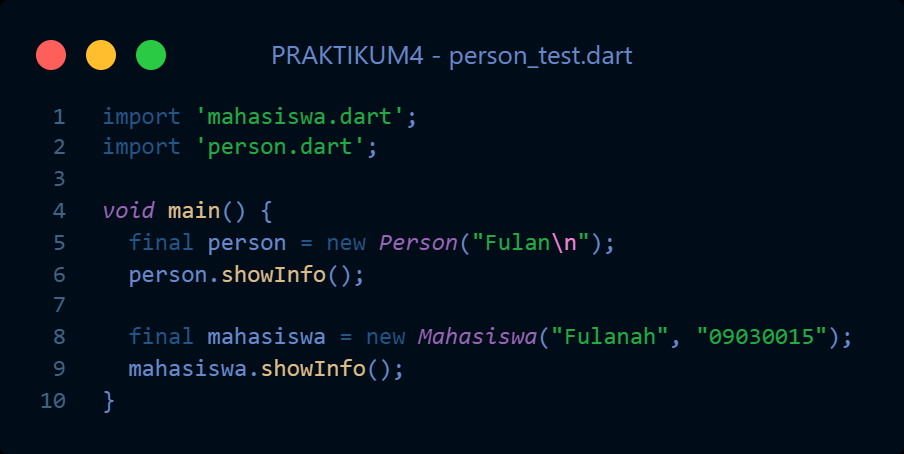 PRAKTIKUM4 - person_test.dart
1 import 'mahasiswa.dart';
2 import 'person.dart';
3
4 void main() {
5   final person = new Person("Fulan\n");
6   person.showInfo();
7
8   final mahasiswa = new Mahasiswa("Fulanah", "09030015");
9   mahasiswa.showInfo();
10 }